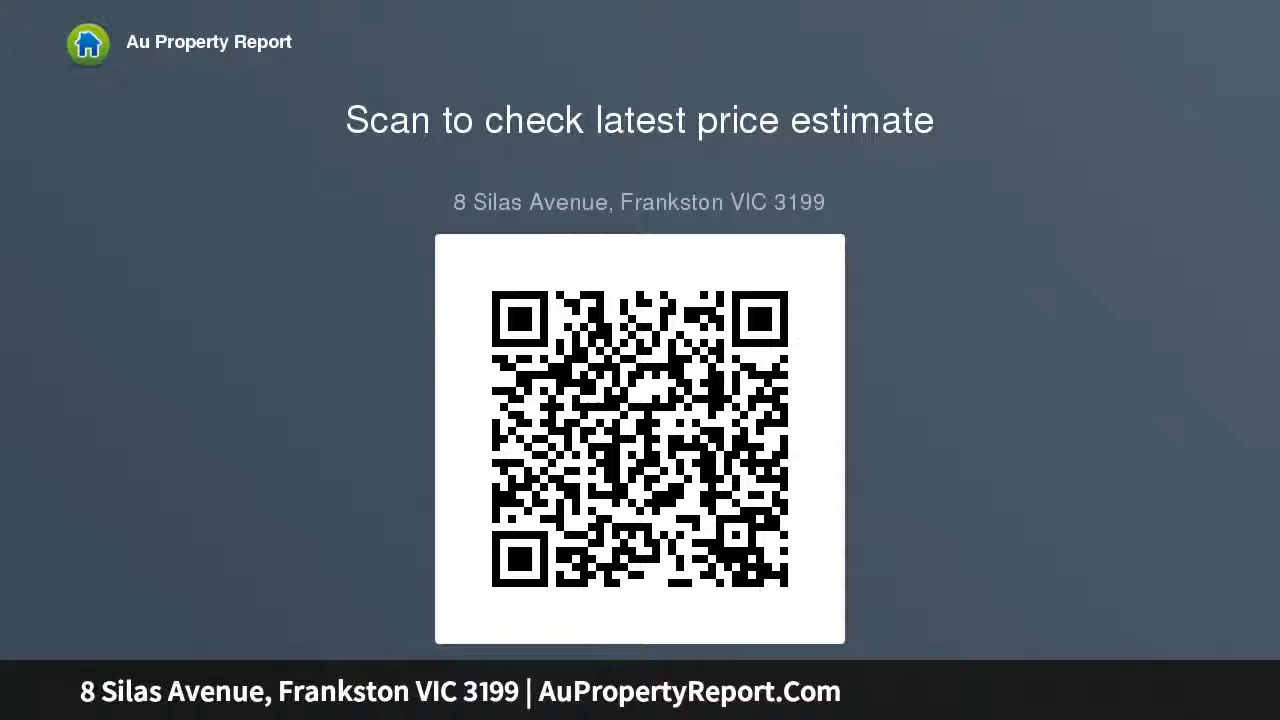 Au Property Report
Scan to check latest price estimate
8 Silas Avenue, Frankston VIC 3199
8 Silas Avenue, Frankston VIC 3199 | AuPropertyReport.Com